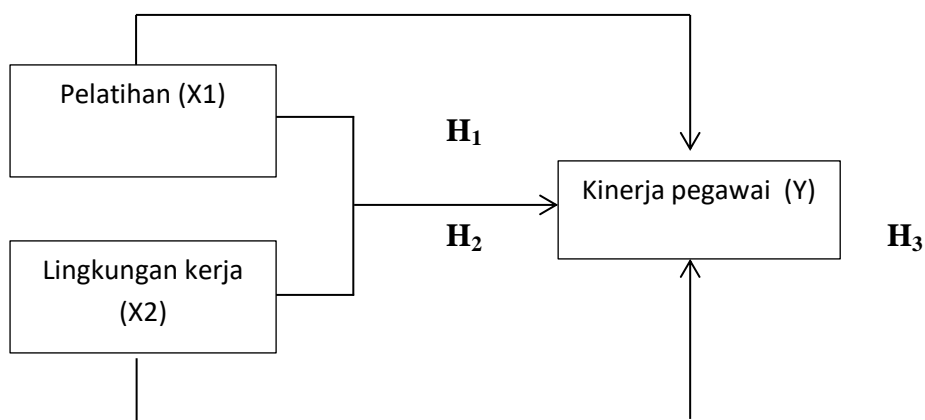 Pelatihan (X1)
H₁
Kinerja pegawai (Y)
H₂
H₃
Lingkungan kerja
(X2)